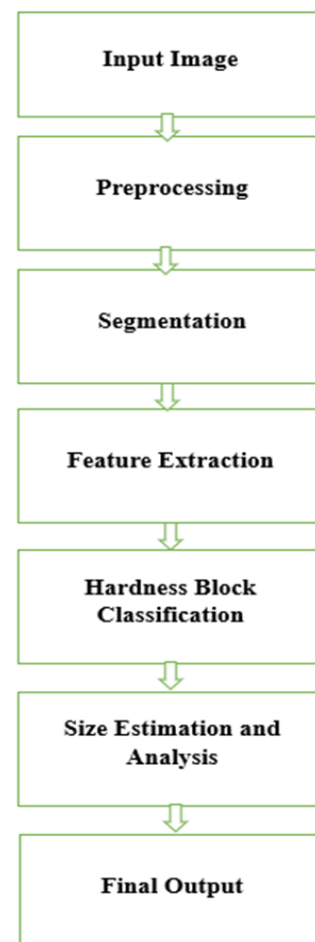 Input Image
Preprocessing
Segmentation
Feature Extraction
Hardness Block
Classification
Size Estimation and
Analysis
Final Output